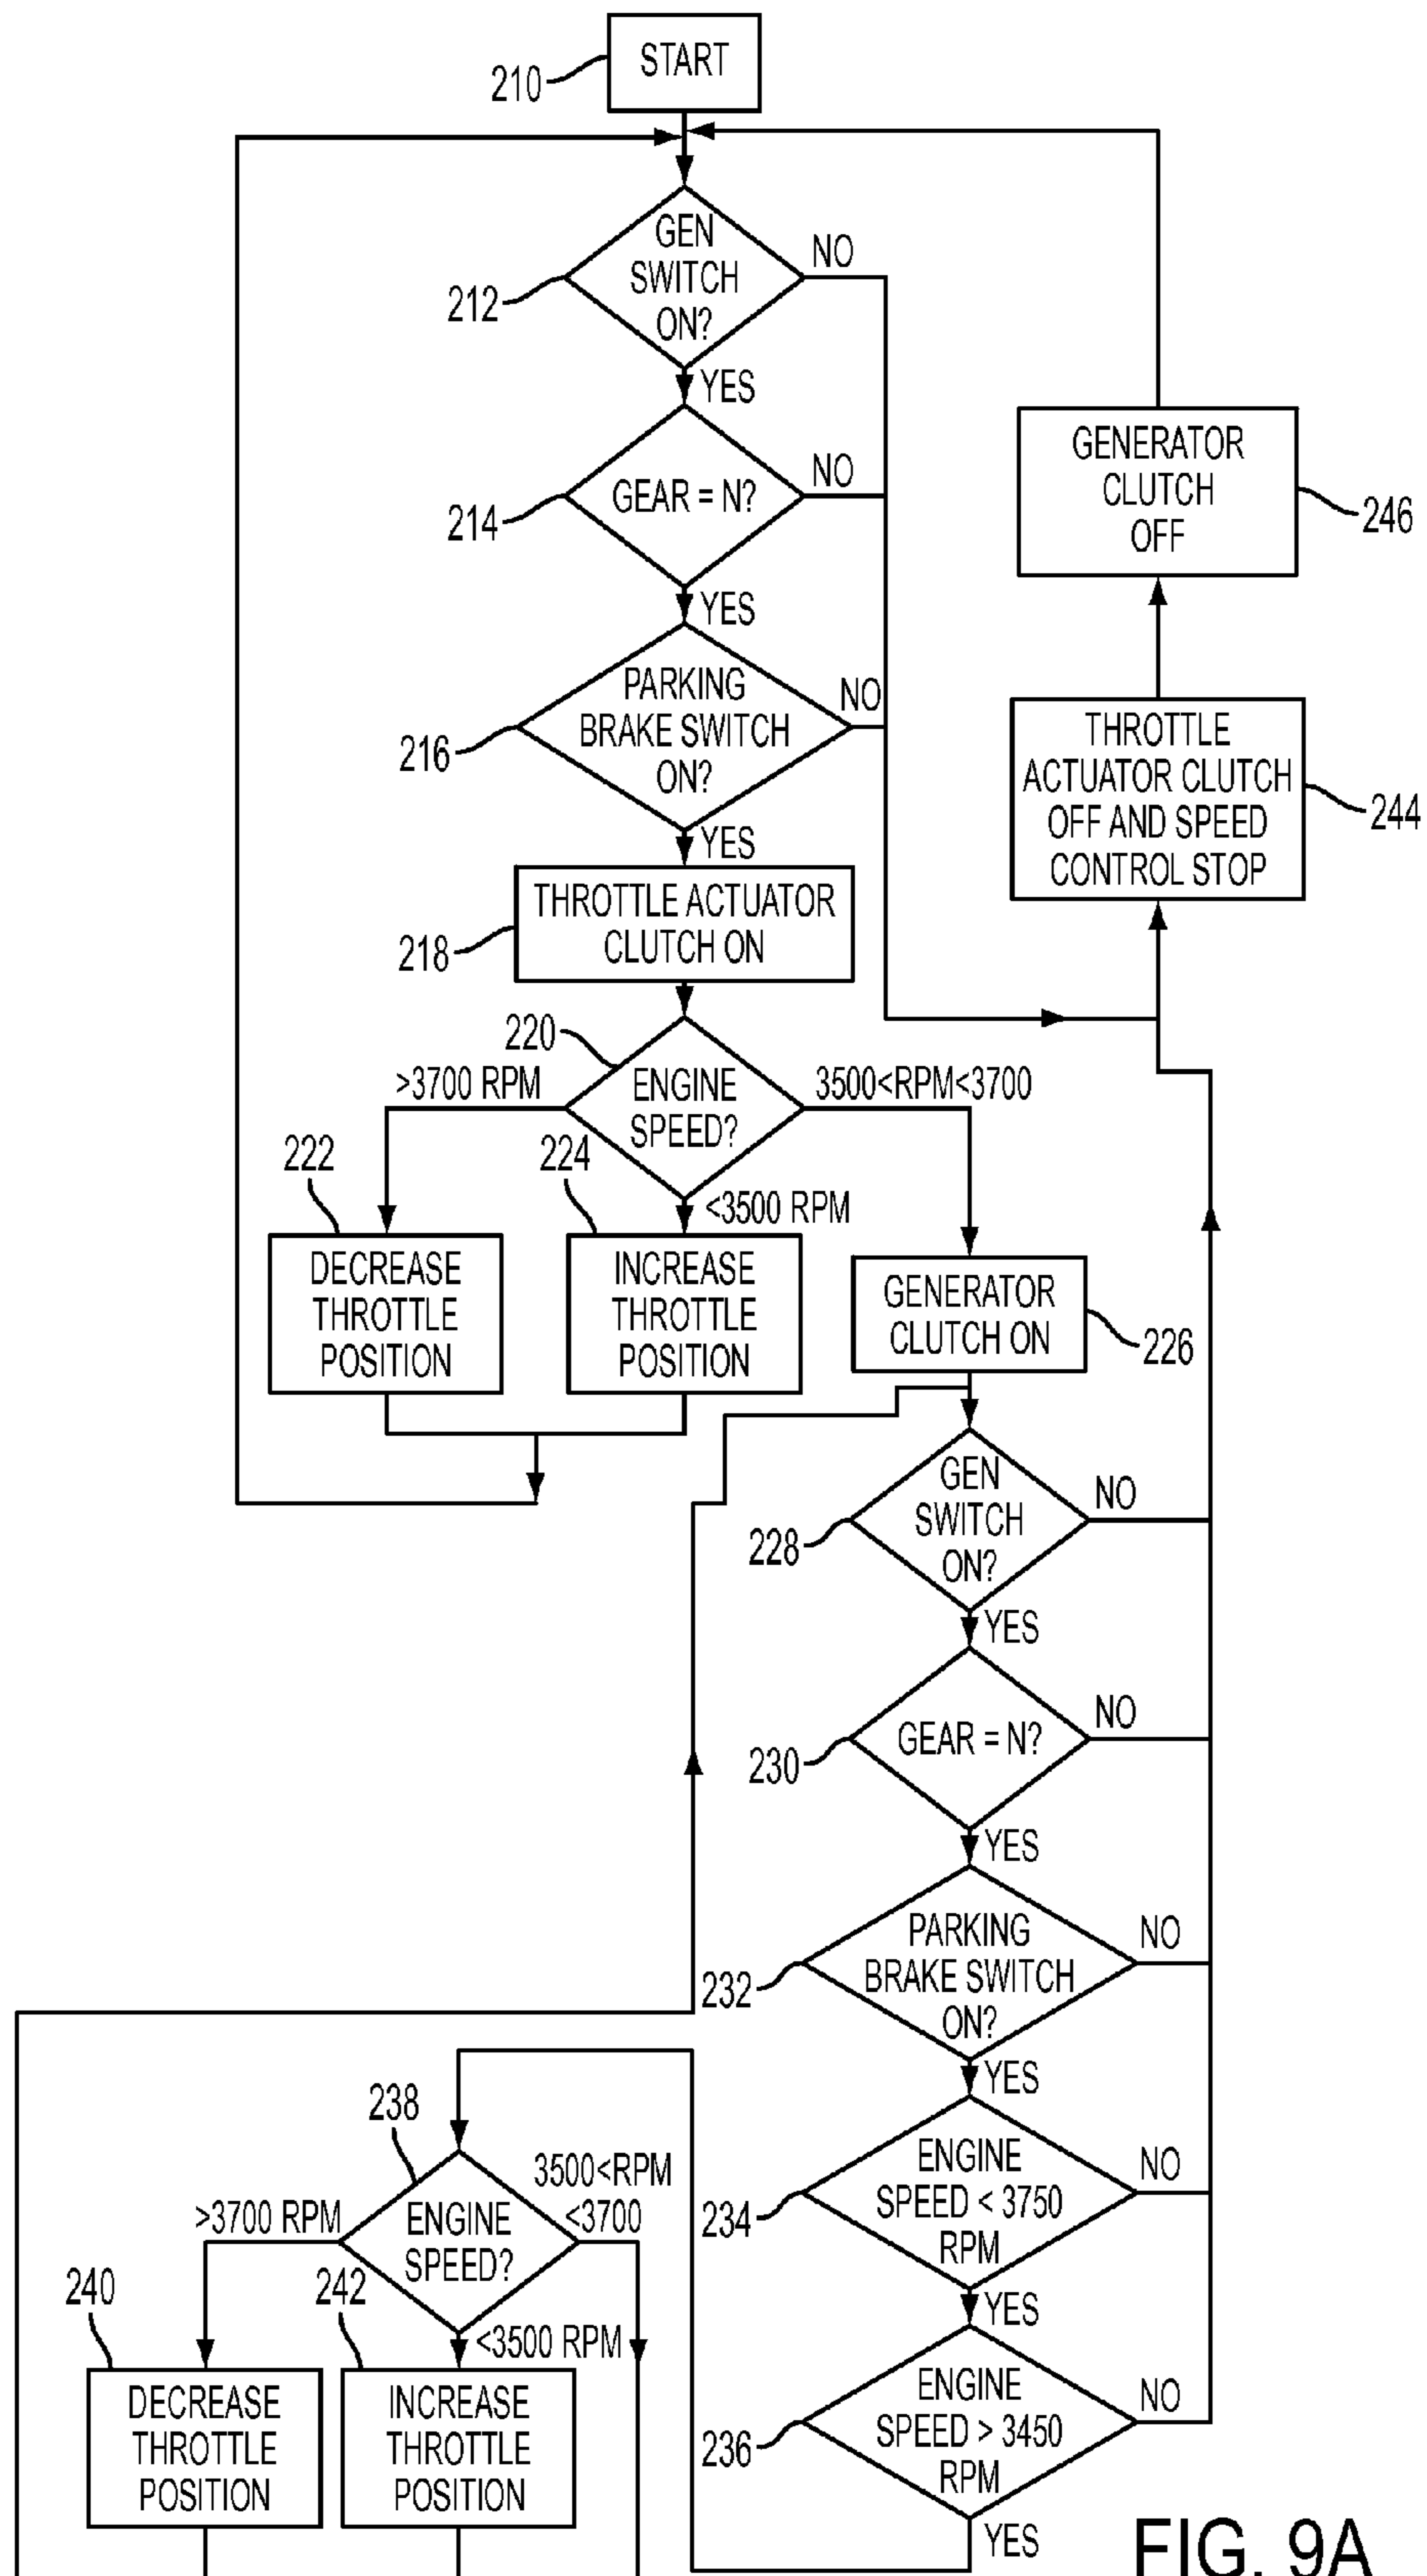 START
210
GEN
SWITCH
ON?
212
NO
YES
GEAR = N?
214
NO
YES
PARKING
BRAKE SWITCH
ON?
216
NO
YES
THROTTLE ACTUATOR
CLUTCH ON
218
GENERATOR
CLUTCH
OFF
246
THROTTLE
ACTUATOR CLUTCH
OFF AND SPEED
CONTROL STOP
244
220
ENGINE
SPEED?
>3700 RPM
3500<RPM<3700
<3500 RPM
222
DECREASE
THROTTLE
POSITION
224
INCREASE
THROTTLE
POSITION
GENERATOR
CLUTCH ON
226
GEN
SWITCH
ON?
228
NO
YES
GEAR = N?
230
NO
YES
PARKING
BRAKE SWITCH
ON?
232
NO
YES
ENGINE
SPEED < 3750
RPM
234
NO
YES
ENGINE
SPEED > 3450
RPM
236
NO
YES
238
ENGINE
SPEED?
>3700 RPM
3500<RPM
<3700
<3500 RPM
240
DECREASE
THROTTLE
POSITION
242
INCREASE
THROTTLE
POSITION
FIG. 9A